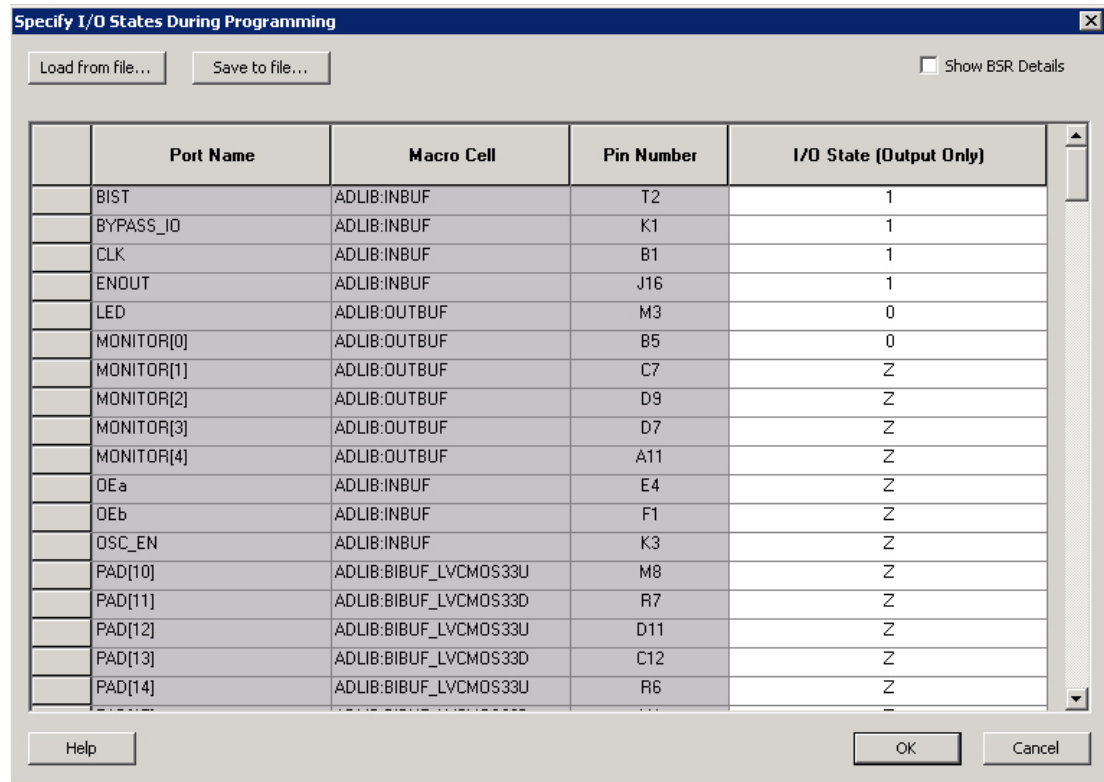 Specify I/O States During Programming
Load from file... Save to file... Show BSR Details
Port Name Macro Cell Pin Number I/O State (Output Only)
BIST ADLIB:INBUF T2 1
BYPASS_IO ADLIB:INBUF K1 1
CLK ADLIB:INBUF B1 1
ENOUT ADLIB:INBUF J16 1
LED ADLIB:OUTBUF M3 0
MONITOR[0] ADLIB:OUTBUF B5 0
MONITOR[1] ADLIB:OUTBUF C7 Z
MONITOR[2] ADLIB:OUTBUF D9 Z
MONITOR[3] ADLIB:OUTBUF D7 Z
MONITOR[4] ADLIB:OUTBUF A11 Z
OEa ADLIB:INBUF E4 Z
OEb ADLIB:INBUF F1 Z
OSC_EN ADLIB:INBUF K3 Z
PAD[10] ADLIB:BIBUF_LVCMOS33U M8 Z
PAD[11] ADLIB:BIBUF_LVCMOS33D R7 Z
PAD[12] ADLIB:BIBUF_LVCMOS33U D11 Z
PAD[13] ADLIB:BIBUF_LVCMOS33D C12 Z
PAD[14] ADLIB:BIBUF_LVCMOS33U R6 Z
Help OK Cancel